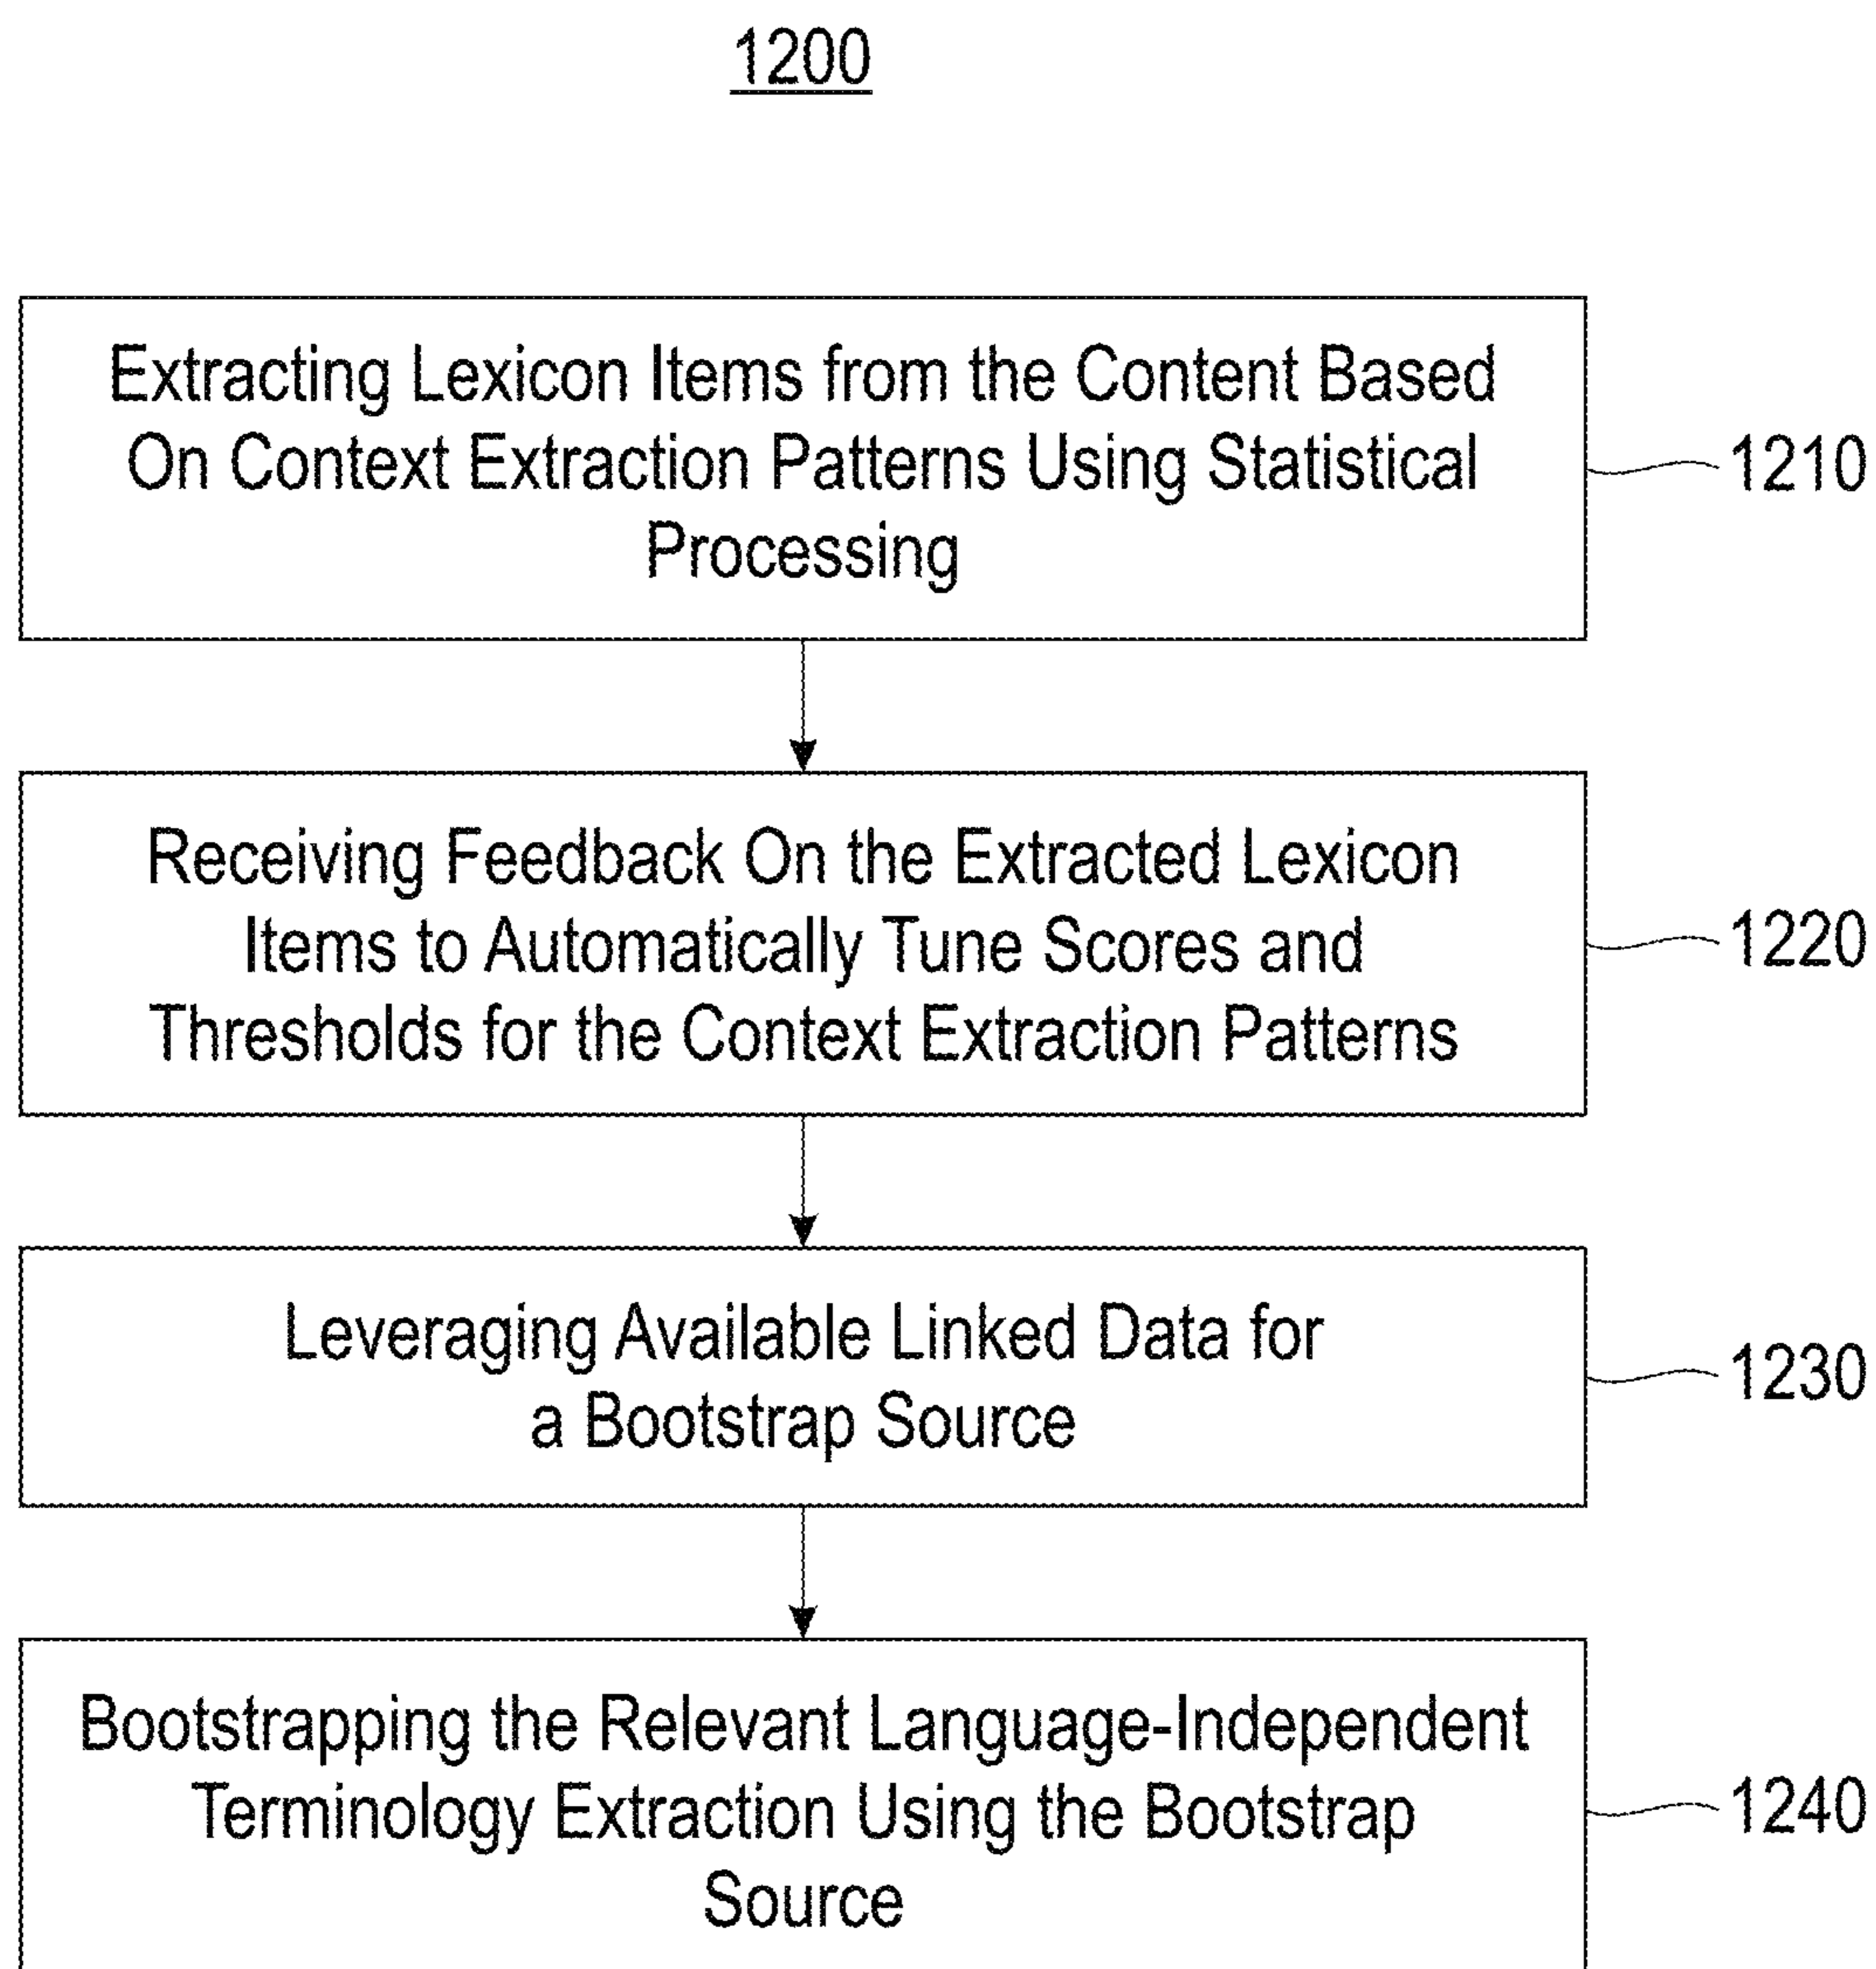 1200
Extracting Lexicon Items from the Content Based
On Context Extraction Patterns Using Statistical
Processing
1210
Receiving Feedback On the Extracted Lexicon
Items to Automatically Tune Scores and
Thresholds for the Context Extraction Patterns
1220
Leveraging Available Linked Data for
a Bootstrap Source
1230
Bootstrapping the Relevant Language-Independent
Terminology Extraction Using the Bootstrap
Source
1240